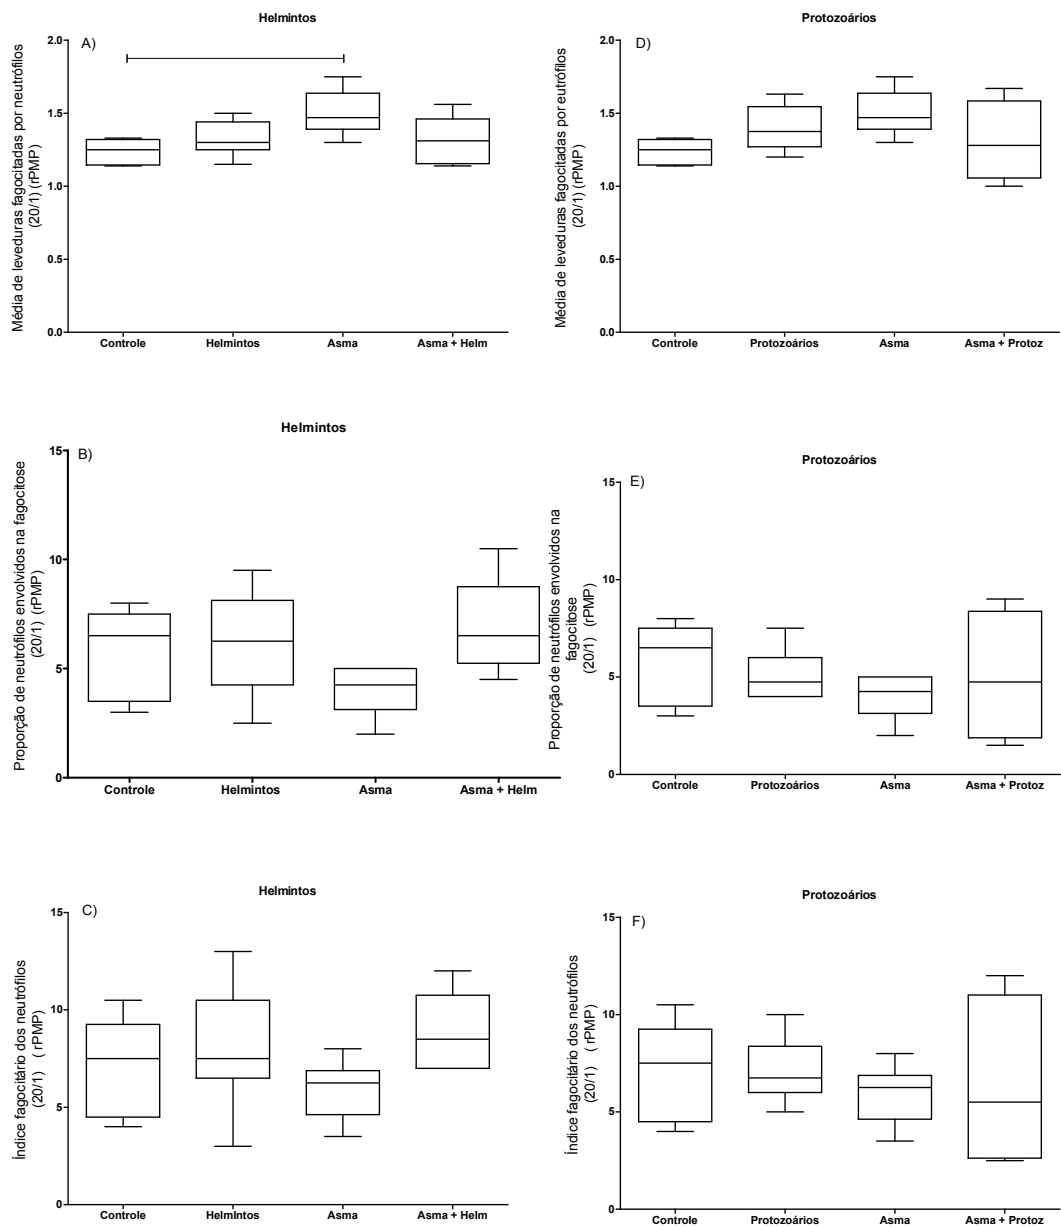 Helmintos
A)
Média de leveduras fagocitadas por neutrófilos
(20/1) (rPMP)
2.0
1.5
1.0
0.5
0.0
Controle Helmintos Asma Asma + Helm
Protozoários
D)
Média de leveduras fagocitadas por eutrófilos
(20/1) (rPMP)
2.0
1.5
1.0
0.5
0.0
Controle Protozoários Asma Asma + Protoz
Helmintos
B)
Proporção de neutrófilos envolvidos na fagocitose
(20/1) (rPMP)
15
10
5
0
Controle Helmintos Asma Asma + Helm
Protozoários
E)
Proporção de neutrófilos envolvidos na
fagocitose
(20/1) (rPMP)
15
10
5
0
Controle Protozoários Asma Asma + Protoz
Helmintos
C)
Índice fagocitário dos neutrófilos
(20/1) ( rPMP)
15
10
5
0
Controle Helmintos Asma Asma + Helm
Protozoários
F)
Índice fagocitário dos neutrófilos
(20/1) ( rPMP)
15
10
5
0
Controle Protozoários Asma Asma + Protoz